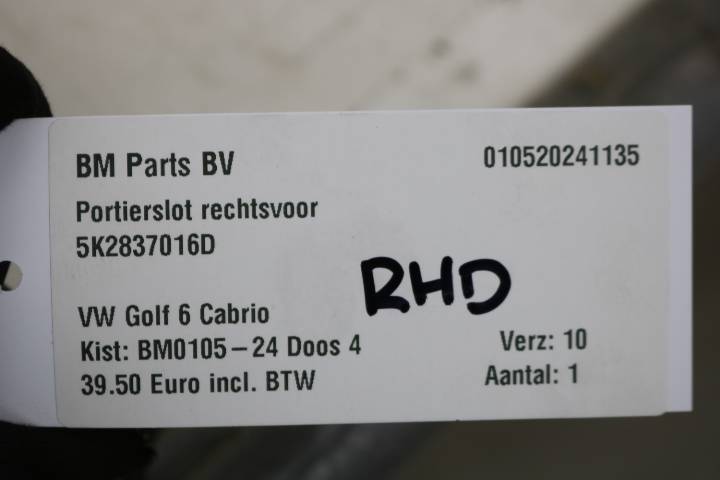 BM Parts BV
010520241135
Portierslot rechtsvoor
5K2837016D
RHD
VW Golf 6 Cabrio
Kist: BM0105-24 Doos 4
Verz: 10
39.50 Euro incl. BTW
Aantal: 1